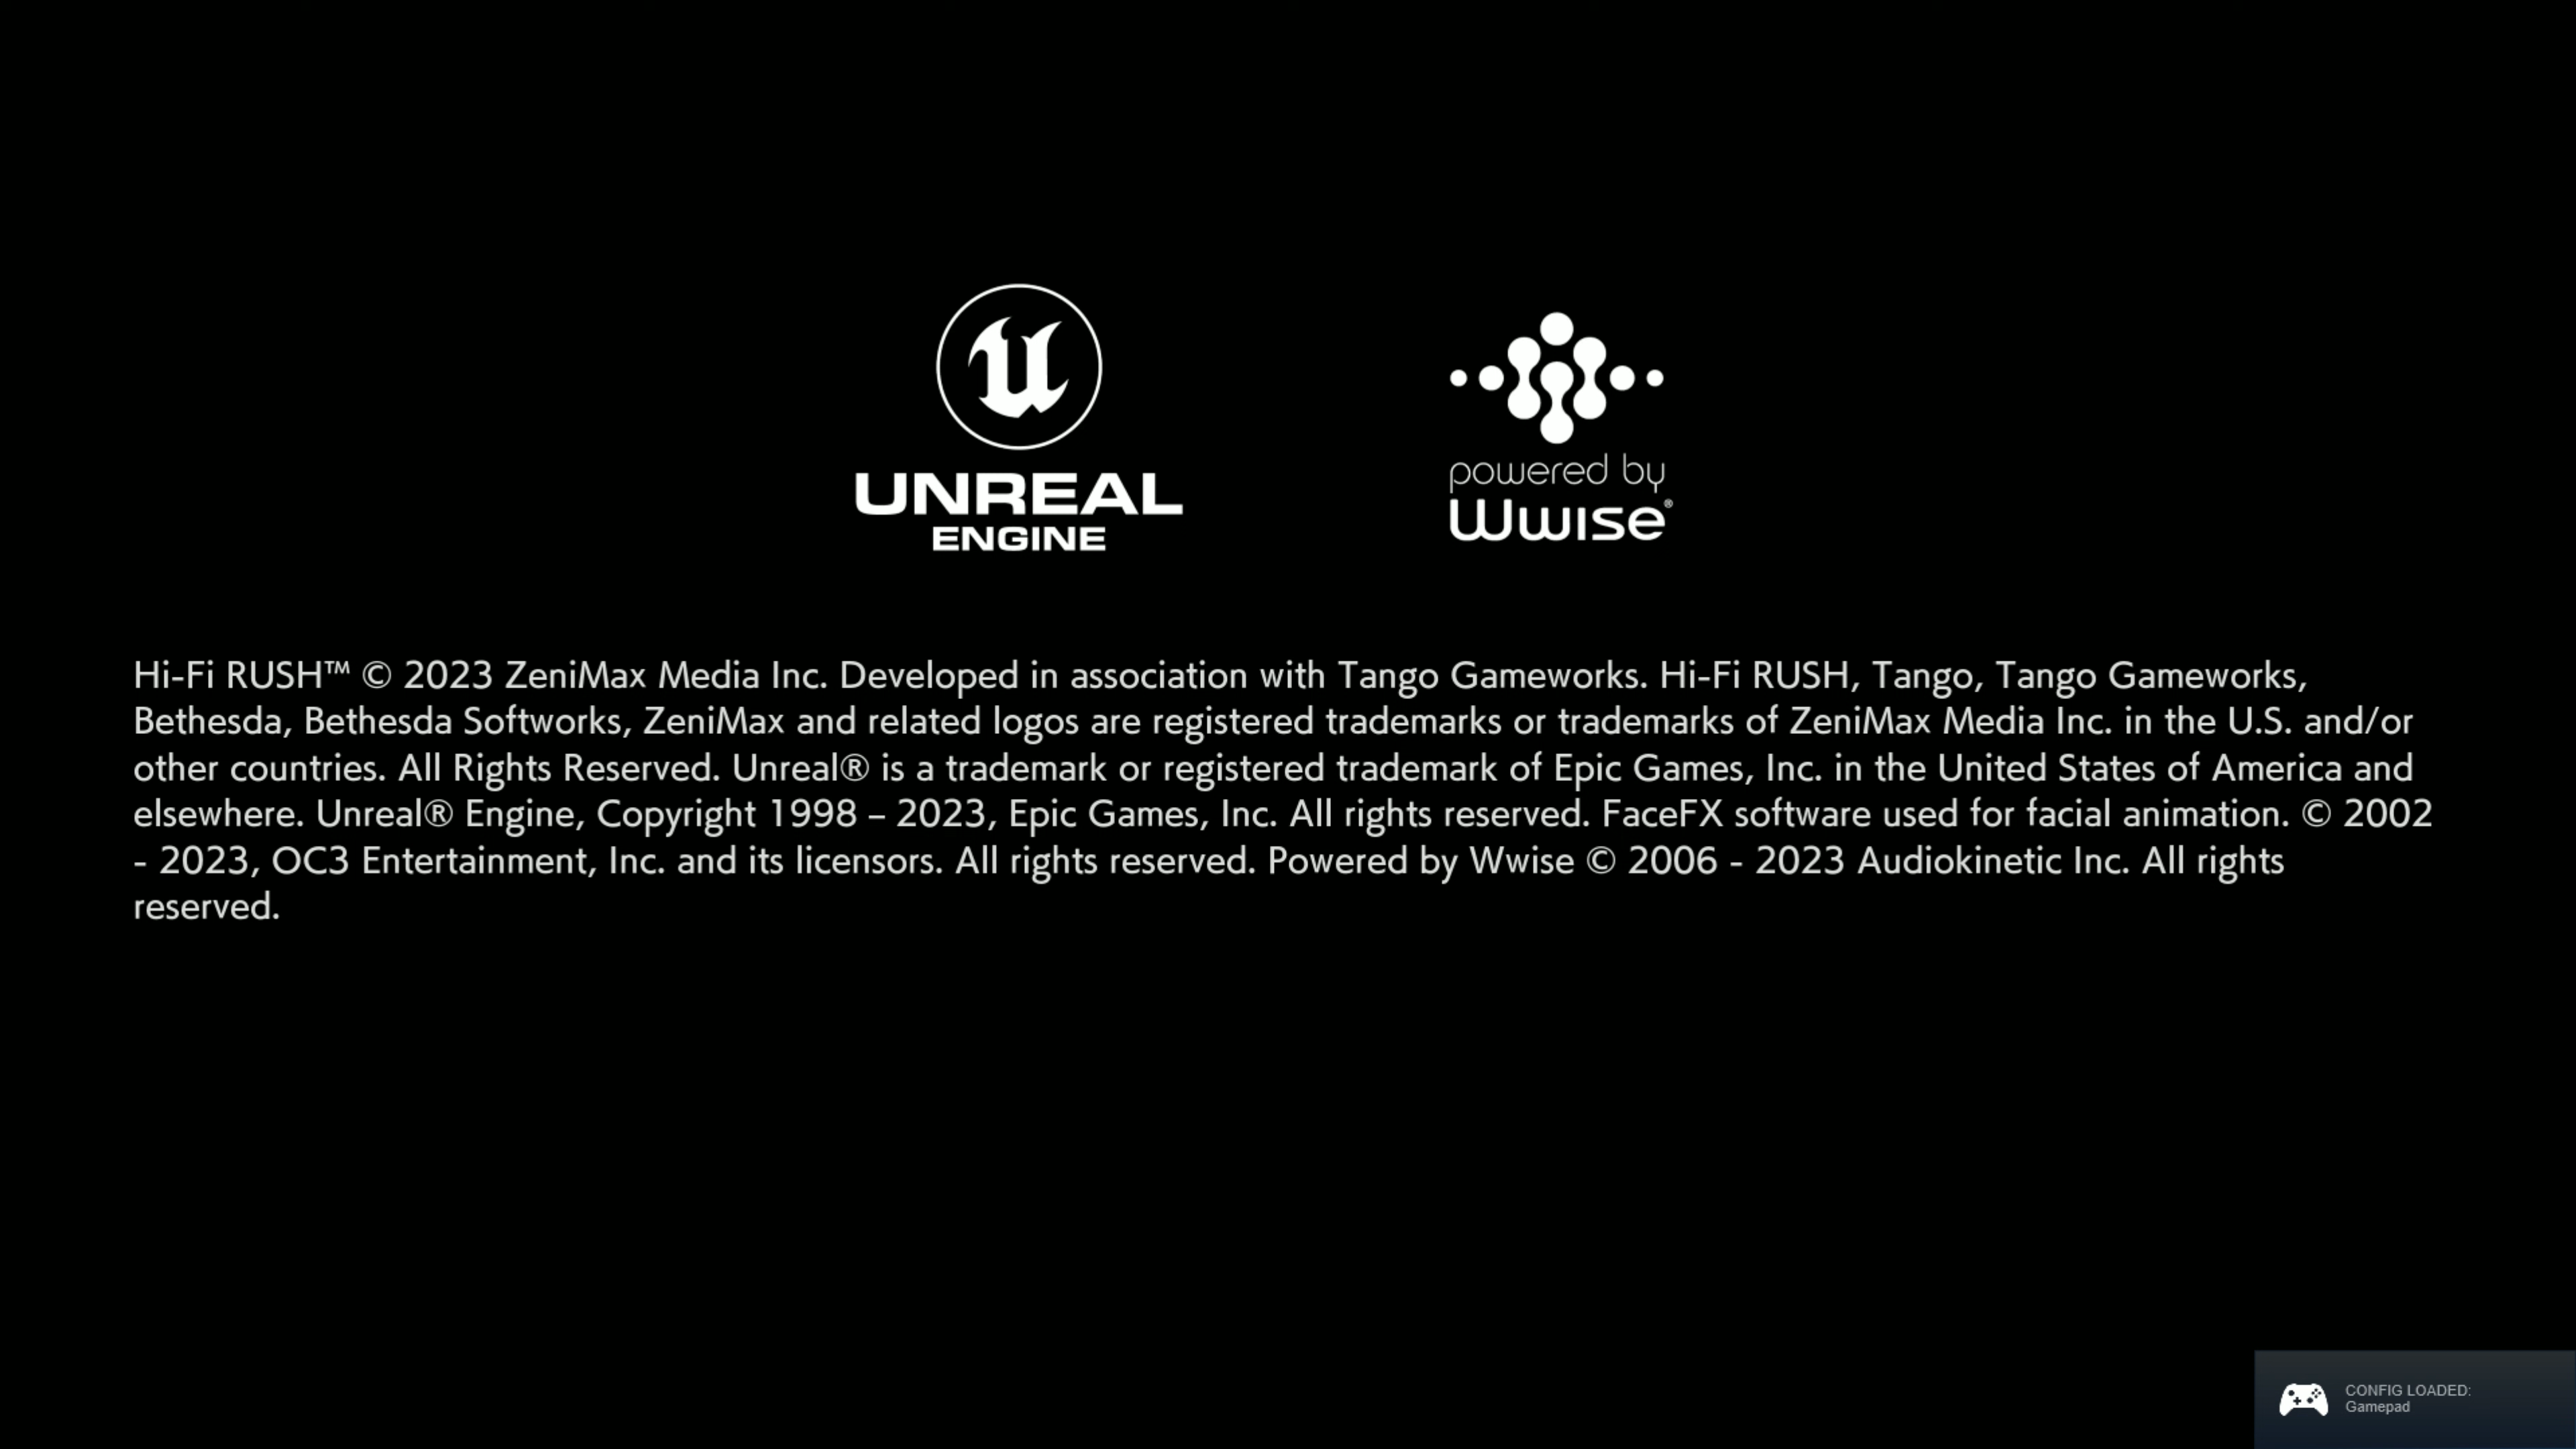 UNREAL
ENGINE
powered by
Wwise®
Hi-Fi RUSH™ © 2023 ZeniMax Media Inc. Developed in association with Tango Gameworks. Hi-Fi RUSH, Tango, Tango Gameworks,
Bethesda, Bethesda Softworks, ZeniMax and related logos are registered trademarks or trademarks of ZeniMax Media Inc. in the U.S. and/or
other countries. All Rights Reserved. Unreal® is a trademark or registered trademark of Epic Games, Inc. in the United States of America and
elsewhere. Unreal® Engine, Copyright 1998 – 2023, Epic Games, Inc. All rights reserved. FaceFX software used for facial animation. © 2002
- 2023, OC3 Entertainment, Inc. and its licensors. All rights reserved. Powered by Wwise © 2006 - 2023 Audiokinetic Inc. All rights
reserved.
CONFIG LOADED:
Gamepad